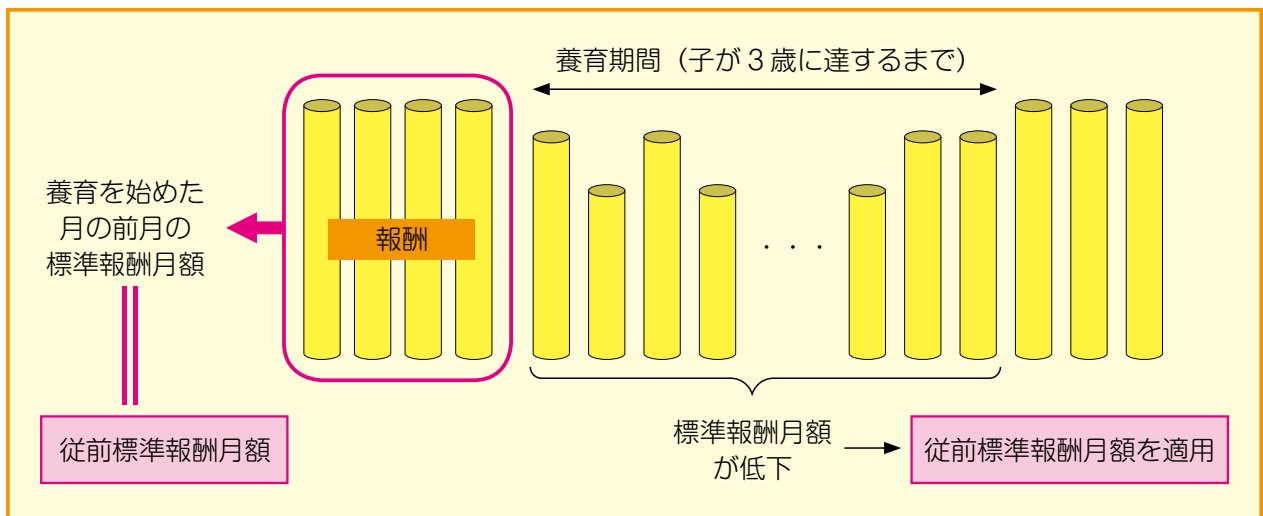 養育期間（子が3歳に達するまで）
養育を始めた
月の前月の
標準報酬月額
報酬
・・・
従前標準報酬月額
標準報酬月額
が低下
従前標準報酬月額を適用